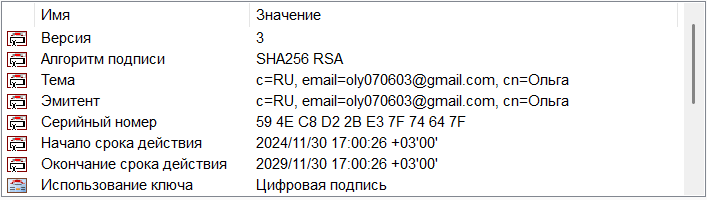 Имя Значение
Версия 3
Алгоритм подписи SHA256 RSA
Тема c=RU, email=oly070603@gmail.com, cn=Ольга
Эмитент c=RU, email=oly070603@gmail.com, cn=Ольга
Серийный номер 59 4E C8 D2 2B E3 7F 74 64 7F
Начало срока действия 2024/11/30 17:00:26 +03'00'
Окончание срока действия 2029/11/30 17:00:26 +03'00'
Использование ключа Цифровая подпись